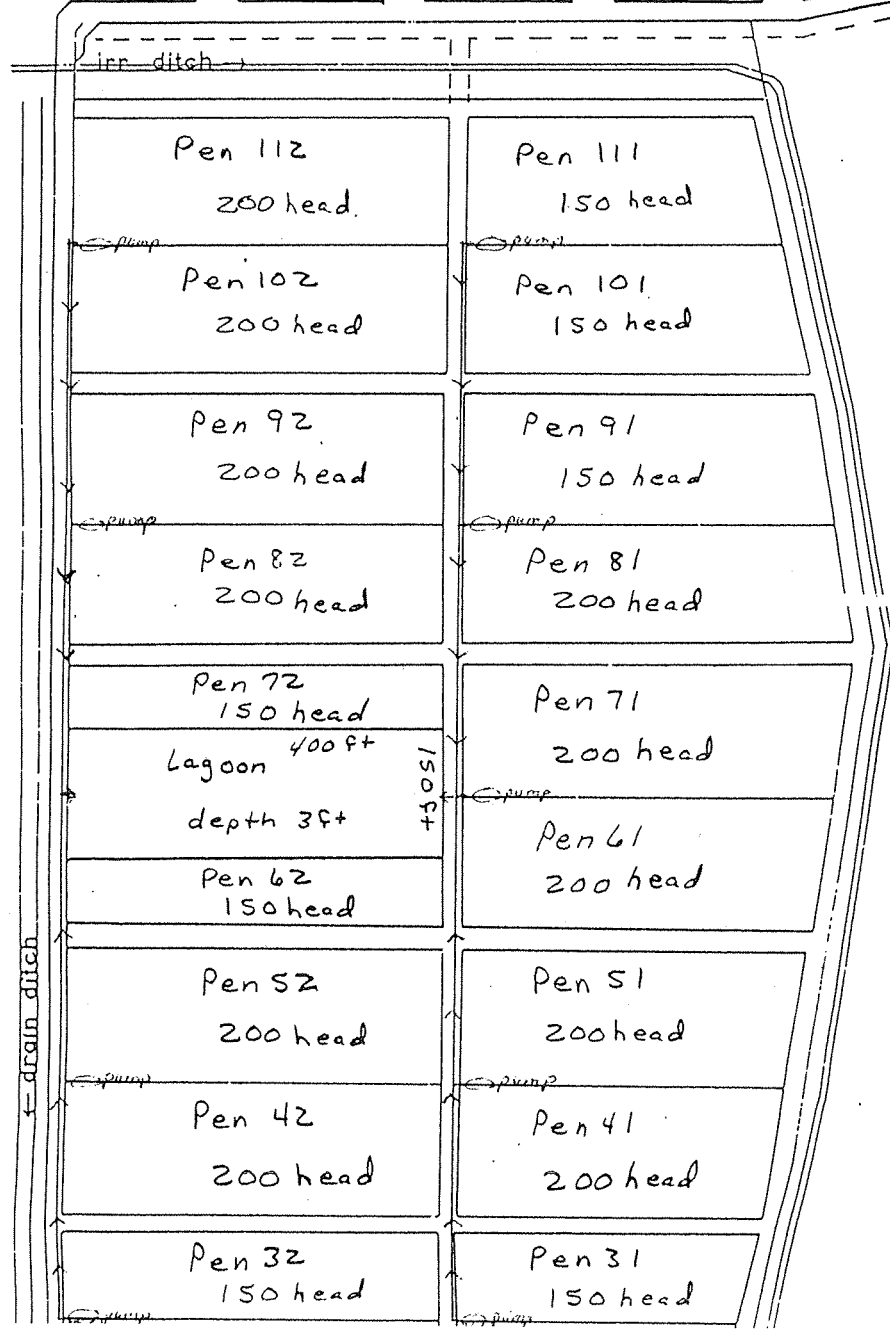 irr ditch →
Pen 112
200 head.
Pen 111
150 head
pump
pump
Pen 102
200 head
Pen 101
150 head
Pen 92
200 head
Pen 91
150 head
pump
pump
Pen 82
200 head
Pen 81
200 head
Pen 72
150 head
Pen 71
200 head
Lagoon 400 ft
150 ft
depth 3ft
pump
Pen 61
200 head
Pen 62
150 head
← drain ditch
Pen 52
200 head
Pen 51
200 head
pump
pump
Pen 42
200 head
Pen 41
200 head
Pen 32
150 head
Pen 31
150 head
pump
pump